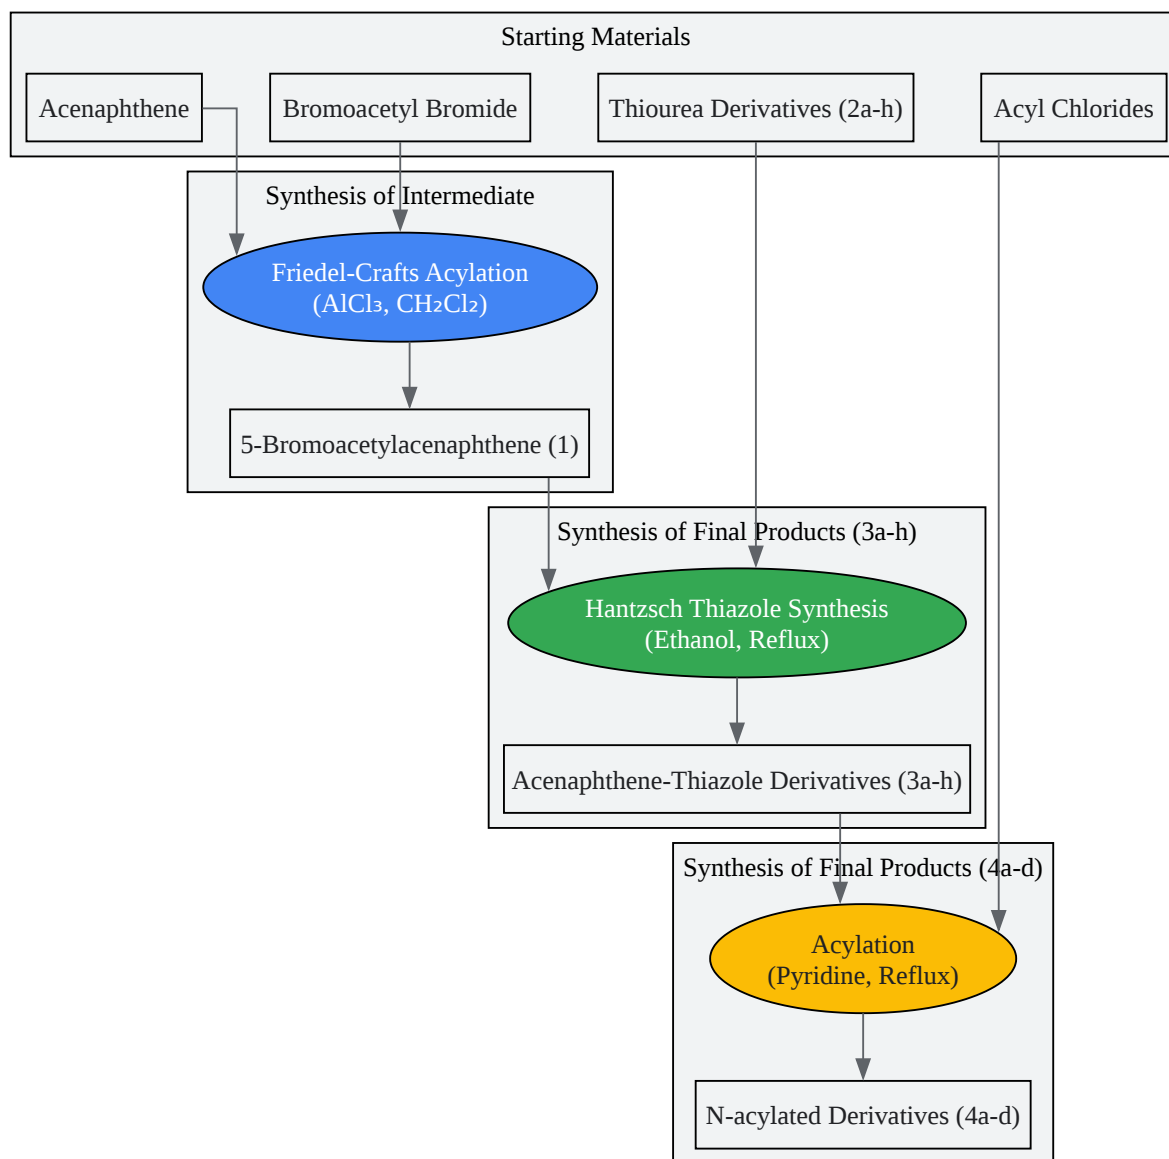 Starting Materials
Acenaphthene
Bromoacetyl Bromide
Thiourea Derivatives (2a-h)
Acyl Chlorides
Synthesis of Intermediate
Friedel-Crafts Acylation
(AlCl₃, CH₂Cl₂)
5-Bromoacetylacenaphthene (1)
Synthesis of Final Products (3a-h)
Hantzsch Thiazole Synthesis
(Ethanol, Reflux)
Acenaphthene-Thiazole Derivatives (3a-h)
Synthesis of Final Products (4a-d)
Acylation
(Pyridine, Reflux)
N-acylated Derivatives (4a-d)